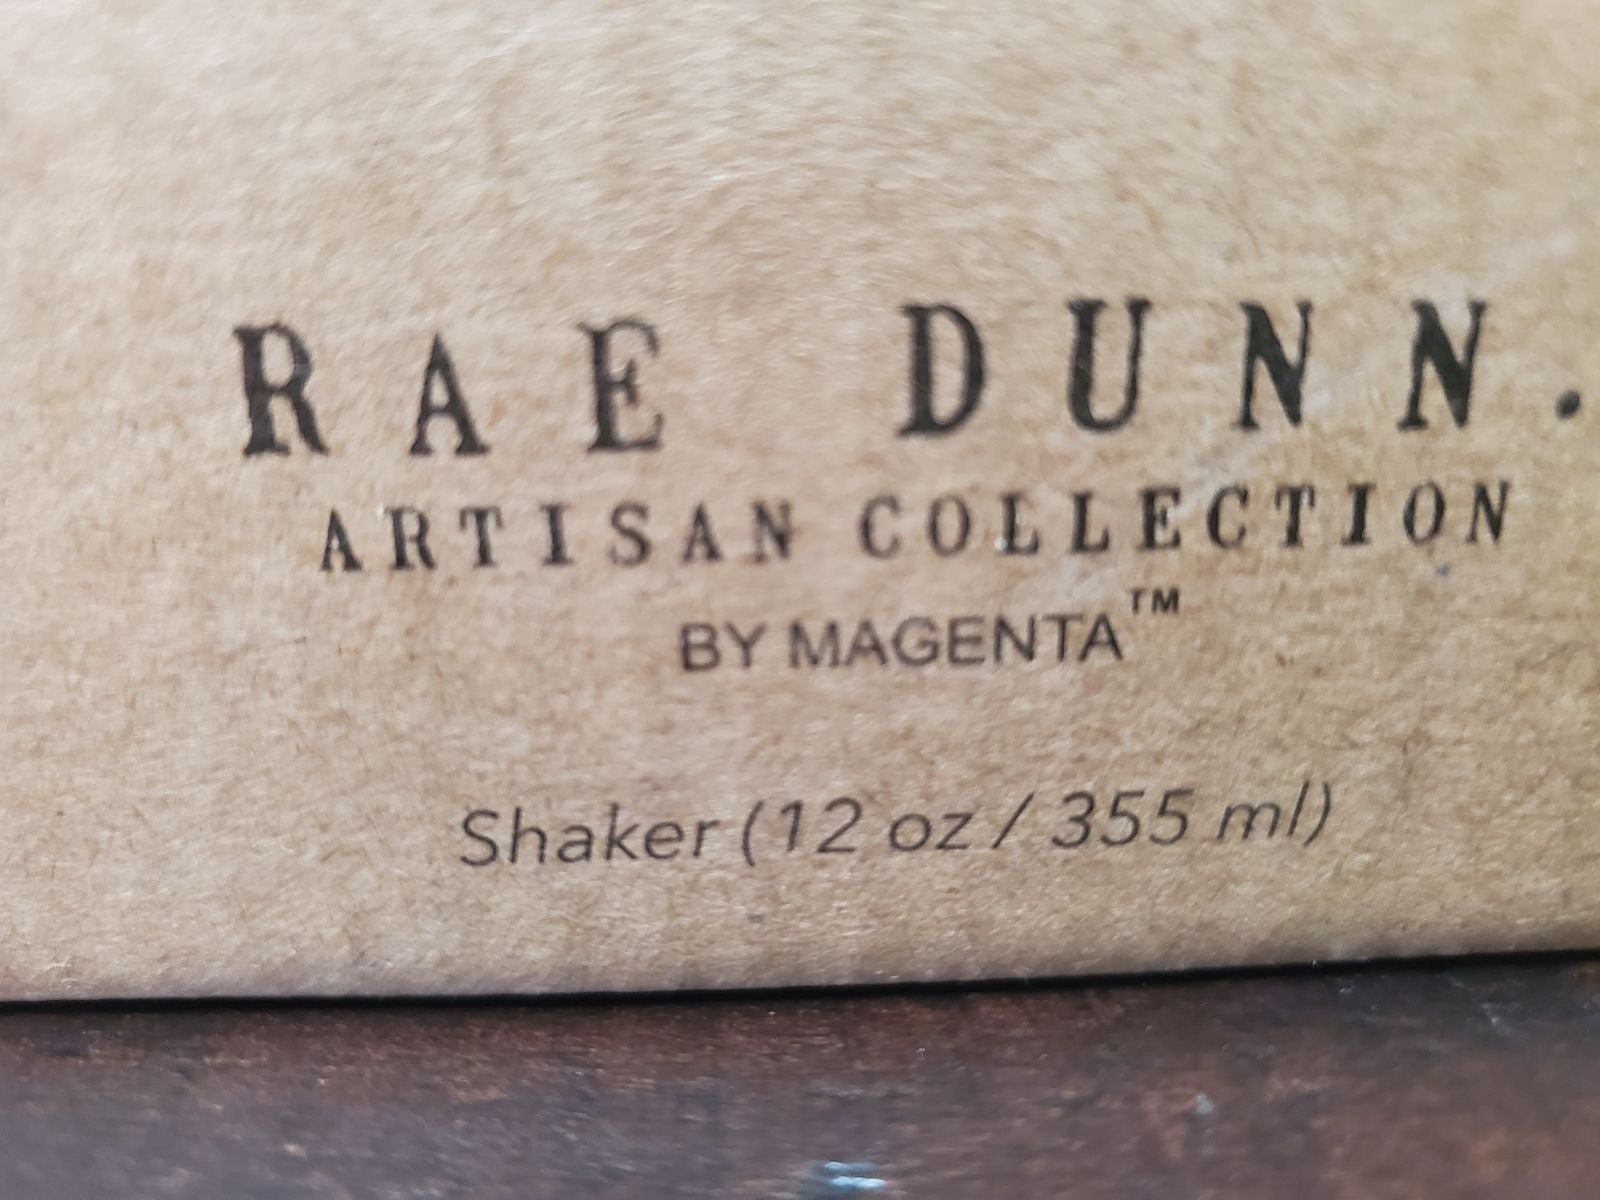 RAE DUNN.
ARTISAN COLLECTION
BY MAGENTA™
Shaker (12 oz / 355 ml)